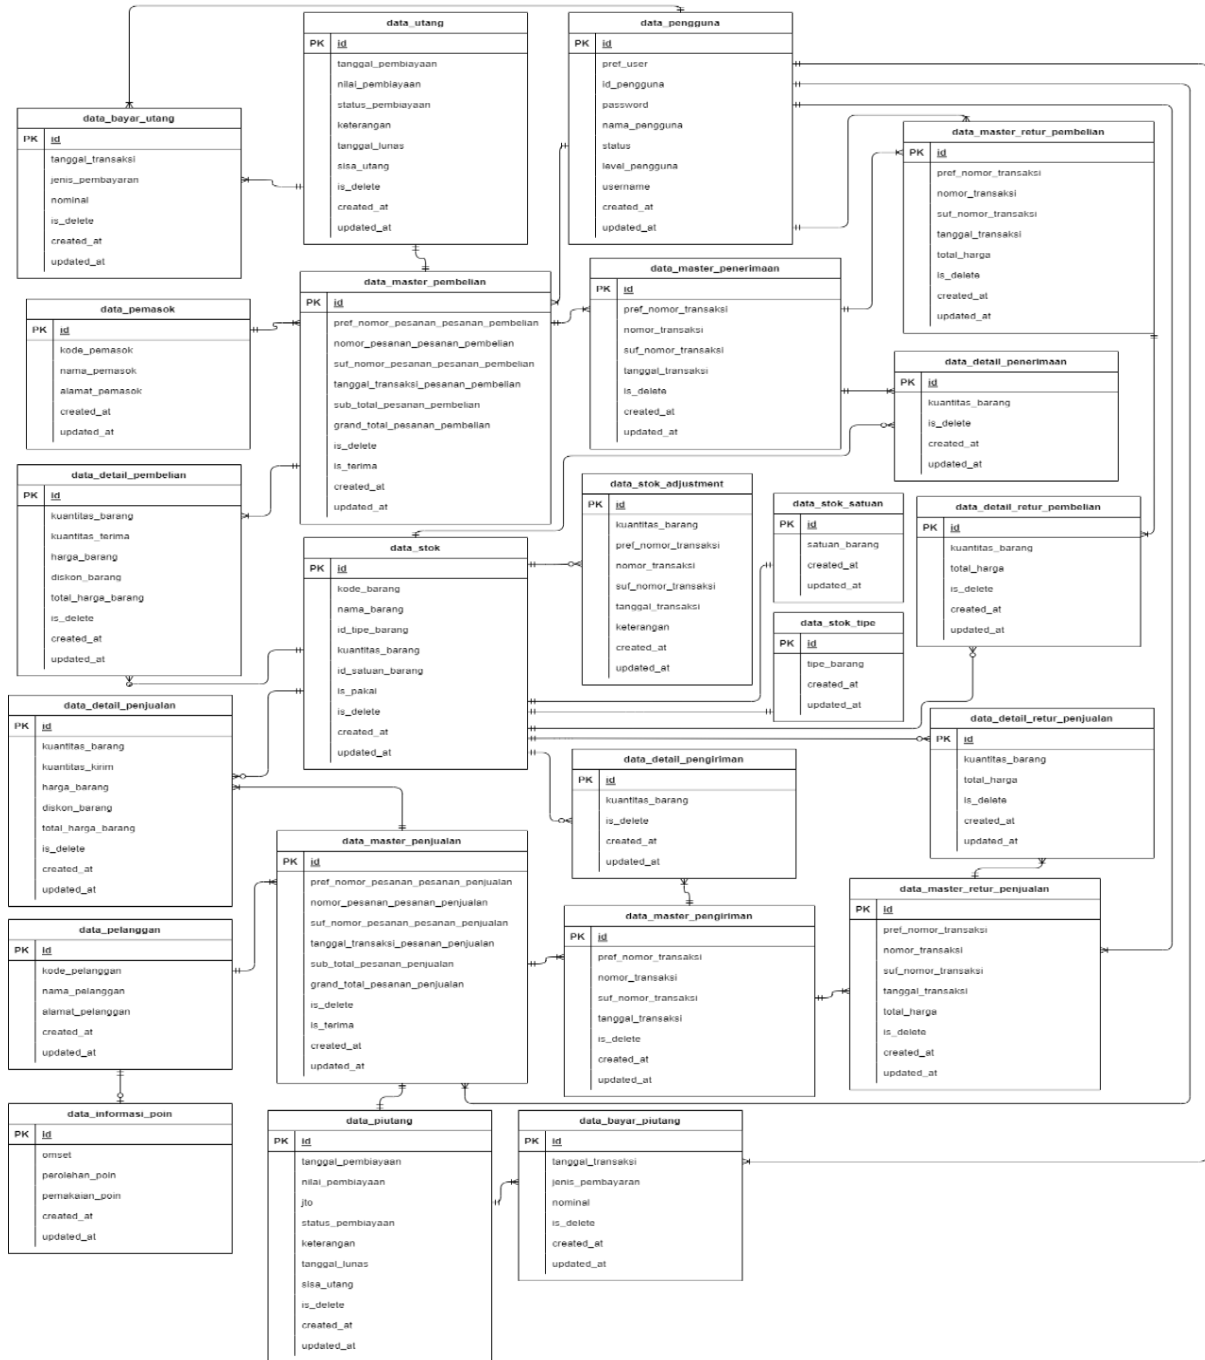 data_utang
PK id
tanggal_pembiayaan
nilai_pembiayaan
status_pembiayaan
keterangan
tanggal_lunas
sisa_utang
is_delete
created_at
updated_at
data_pengguna
PK id
pref_user
id_pengguna
password
nama_pengguna
status
level_pengguna
username
created_at
updated_at
data_bayar_utang
PK id
tanggal_transaksi
jenis_pembayaran
nominal
is_delete
created_at
updated_at
data_master_retur_pembelian
PK id
pref_nomor_transaksi
nomor_transaksi
suf_nomor_transaksi
tanggal_transaksi
total_harga
is_delete
created_at
updated_at
data_master_pembelian
PK id
pref_nomor_pesanan_pesanan_pembelian
nomor_pesanan_pesanan_pembelian
suf_nomor_pesanan_pesanan_pembelian
tanggal_transaksi_pesanan_pembelian
sub_total_pesanan_pembelian
grand_total_pesanan_pembelian
is_delete
is_terima
created_at
updated_at
data_master_penerimaan
PK id
pref_nomor_transaksi
nomor_transaksi
suf_nomor_transaksi
tanggal_transaksi
is_delete
created_at
updated_at
data_pemasok
PK id
kode_pemasok
nama_pemasok
alamat_pemasok
created_at
updated_at
data_detail_penerimaan
PK id
kuantitas_barang
is_delete
created_at
updated_at
data_detail_pembelian
PK id
kuantitas_barang
kuantitas_terima
harga_barang
diskon_barang
total_harga_barang
is_delete
created_at
updated_at
data_stok_adjustment
PK id
kuantitas_barang
pref_nomor_transaksi
nomor_transaksi
suf_nomor_transaksi
tanggal_transaksi
keterangan
created_at
updated_at
data_stok_satuan
PK id
satuan_barang
created_at
updated_at
data_detail_retur_pembelian
PK id
kuantitas_barang
total_harga
is_delete
created_at
updated_at
data_stok
PK id
kode_barang
nama_barang
id_tipe_barang
kuantitas_barang
id_satuan_barang
is_pakai
is_delete
created_at
updated_at
data_stok_tipe
PK id
tipe_barang
created_at
updated_at
data_detail_penjualan
PK id
kuantitas_barang
kuantitas_kirim
harga_barang
diskon_barang
total_harga_barang
is_delete
created_at
updated_at
data_detail_retur_penjualan
PK id
kuantitas_barang
total_harga
is_delete
created_at
updated_at
data_detail_pengiriman
PK id
kuantitas_barang
is_delete
created_at
updated_at
data_master_penjualan
PK id
pref_nomor_pesanan_pesanan_penjualan
nomor_pesanan_pesanan_penjualan
suf_nomor_pesanan_pesanan_penjualan
tanggal_transaksi_pesanan_penjualan
sub_total_pesanan_penjualan
grand_total_pesanan_penjualan
is_delete
is_terima
created_at
updated_at
data_master_retur_penjualan
PK id
pref_nomor_transaksi
nomor_transaksi
suf_nomor_transaksi
tanggal_transaksi
total_harga
is_delete
created_at
updated_at
data_master_pengiriman
PK id
pref_nomor_transaksi
nomor_transaksi
suf_nomor_transaksi
tanggal_transaksi
is_delete
created_at
updated_at
data_pelanggan
PK id
kode_pelanggan
nama_pelanggan
alamat_pelanggan
created_at
updated_at
data_informasi_poin
PK id
omset
perolehan_poin
pemakaian_poin
created_at
updated_at
data_piutang
PK id
tanggal_pembiayaan
nilai_pembiayaan
jto
status_pembiayaan
keterangan
tanggal_lunas
sisa_utang
is_delete
created_at
updated_at
data_bayar_piutang
PK id
tanggal_transaksi
jenis_pembayaran
nominal
is_delete
created_at
updated_at